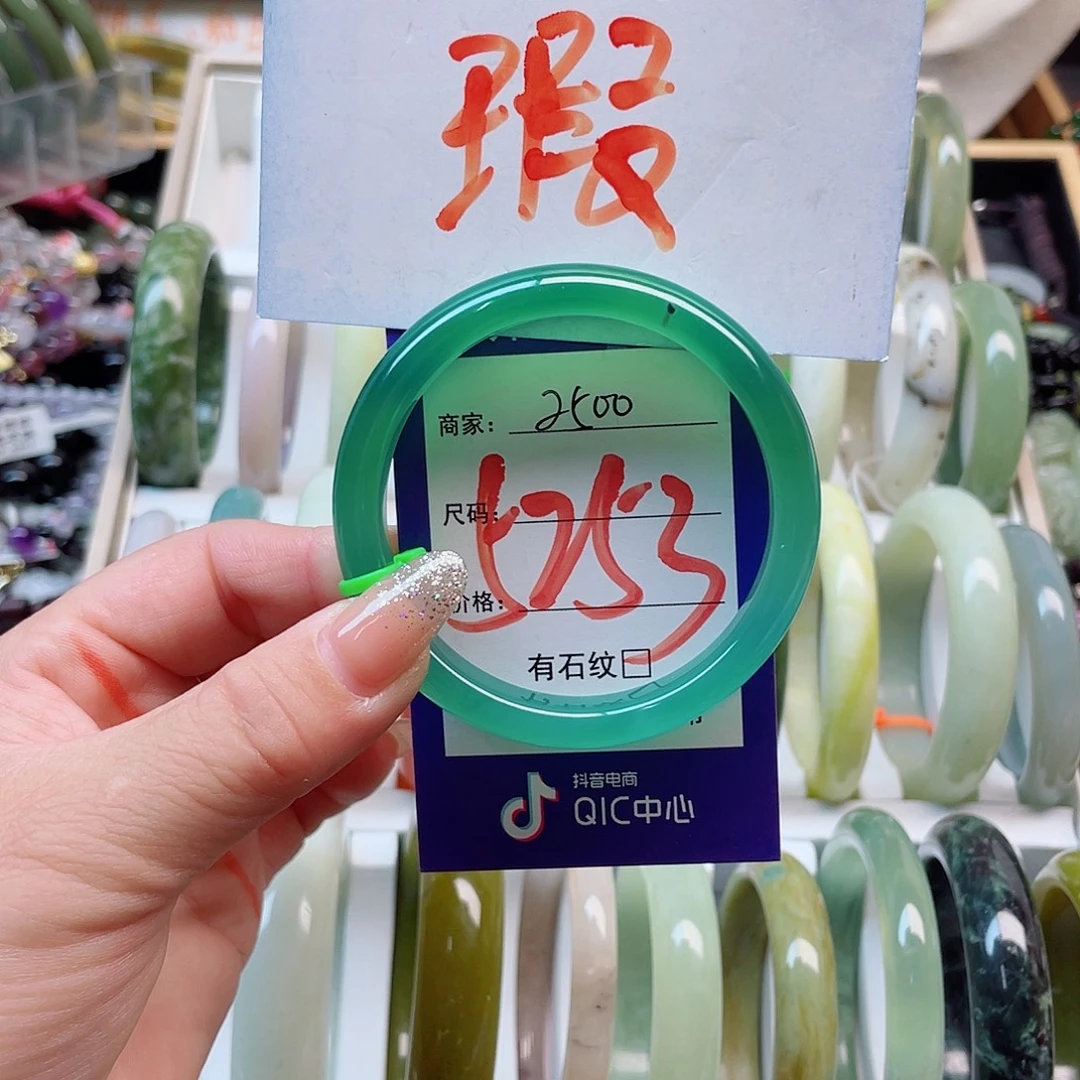 瑕
商家: 2500
尺码:
价格:
有石纹□
抖音电商
QIC中心